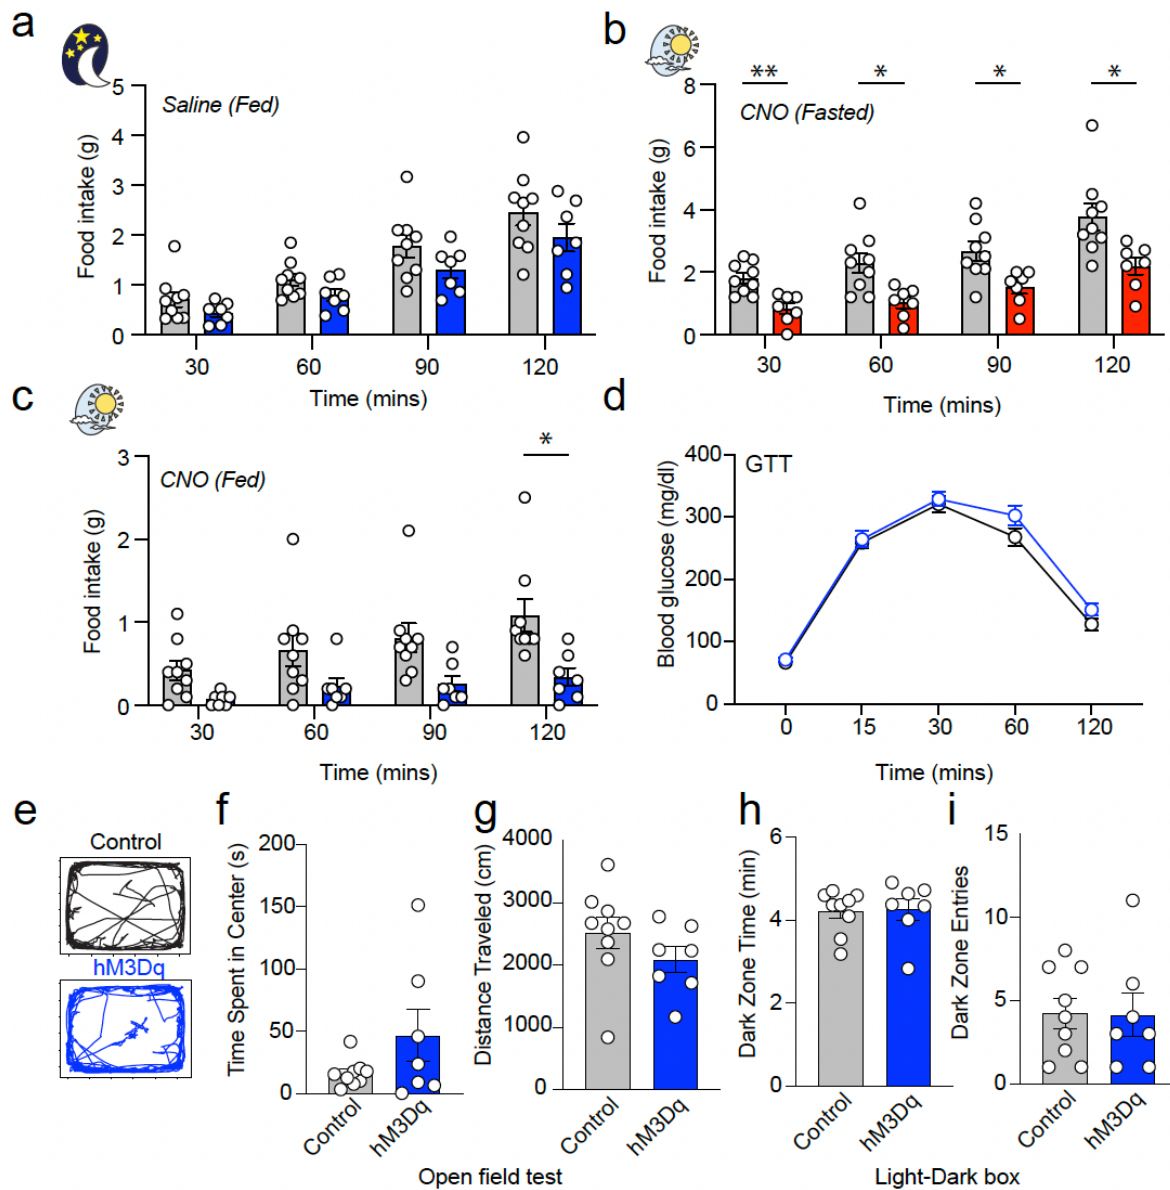 a
Saline (Fed)
Food intake (g)
5
4
3
2
1
0
30 60 90 120
Time (mins)
b
** * * *
CNO (Fasted)
Food intake (g)
8
6
4
2
0
30 60 90 120
Time (mins)
c
*
CNO (Fed)
Food intake (g)
3
2
1
0
30 60 90 120
Time (mins)
d
GTT
Blood glucose (mg/dl)
400
300
200
100
0
0 15 30 60 120
Time (mins)
e
Control
hM3Dq
f
Time Spent in Center (s)
200
150
100
50
0
Control hM3Dq
g
Distance Traveled (cm)
4000
3000
2000
1000
0
Control hM3Dq
Open field test
h
Dark Zone Time (min)
6
4
2
0
Control hM3Dq
i
Dark Zone Entries
15
10
5
0
Control hM3Dq
Light-Dark box